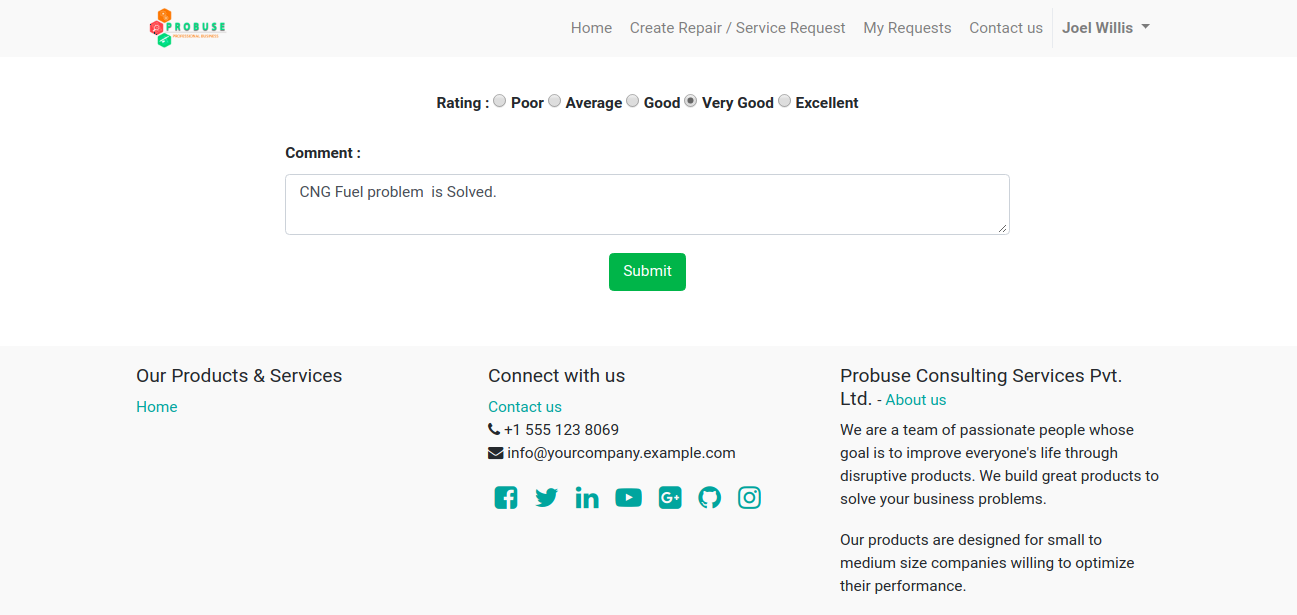 PROBUSE
Home Create Repair / Service Request My Requests Contact us Joel Willis
Rating : Poor Average Good Very Good Excellent
Comment :
CNG Fuel problem  is Solved.
Submit
Our Products & Services
Home
Connect with us
Contact us
+1 555 123 8069
info@yourcompany.example.com
Probuse Consulting Services Pvt.
Ltd. - About us
We are a team of passionate people whose
goal is to improve everyone's life through
disruptive products. We build great products to
solve your business problems.
Our products are designed for small to
medium size companies willing to optimize
their performance.